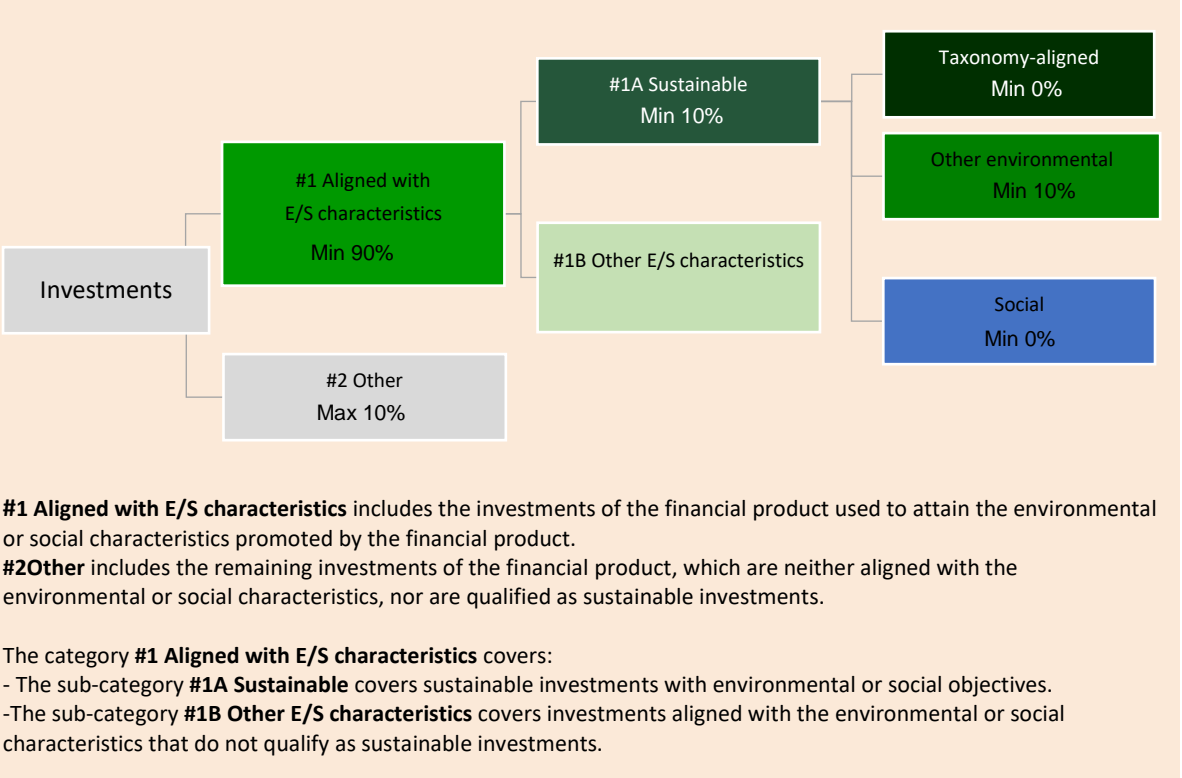 Investments
#1 Aligned with
E/S characteristics
Min 90%
#2 Other
Max 10%
#1A Sustainable
Min 10%
#1B Other E/S characteristics
Taxonomy-aligned
Min 0%
Other environmental
Min 10%
Social
Min 0%
#1 Aligned with E/S characteristics includes the investments of the financial product used to attain the environmental
or social characteristics promoted by the financial product.
#2Other includes the remaining investments of the financial product, which are neither aligned with the
environmental or social characteristics, nor are qualified as sustainable investments.
The category #1 Aligned with E/S characteristics covers:
- The sub-category #1A Sustainable covers sustainable investments with environmental or social objectives.
-The sub-category #1B Other E/S characteristics covers investments aligned with the environmental or social
characteristics that do not qualify as sustainable investments.